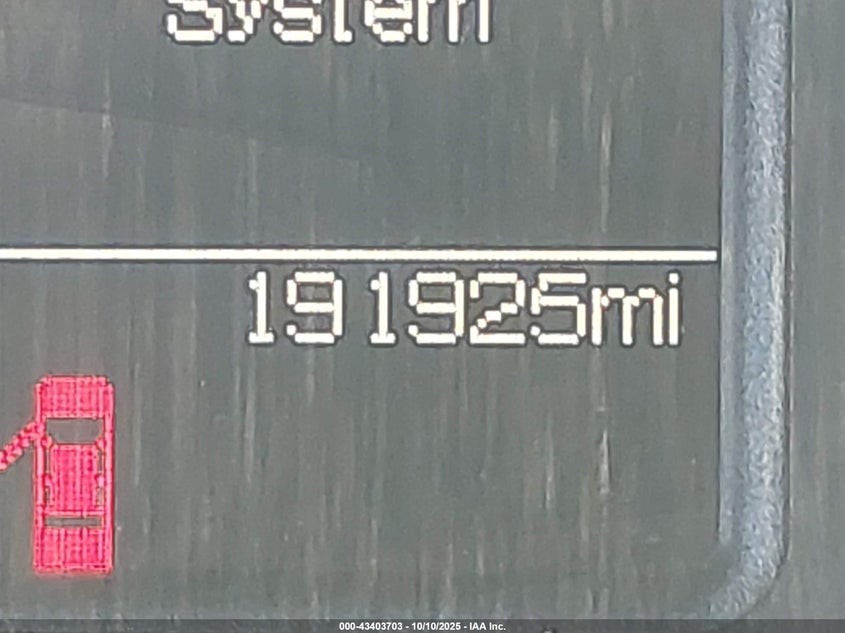 System
191925mi
000-43403703 - 10/10/2025 - IAA Inc.